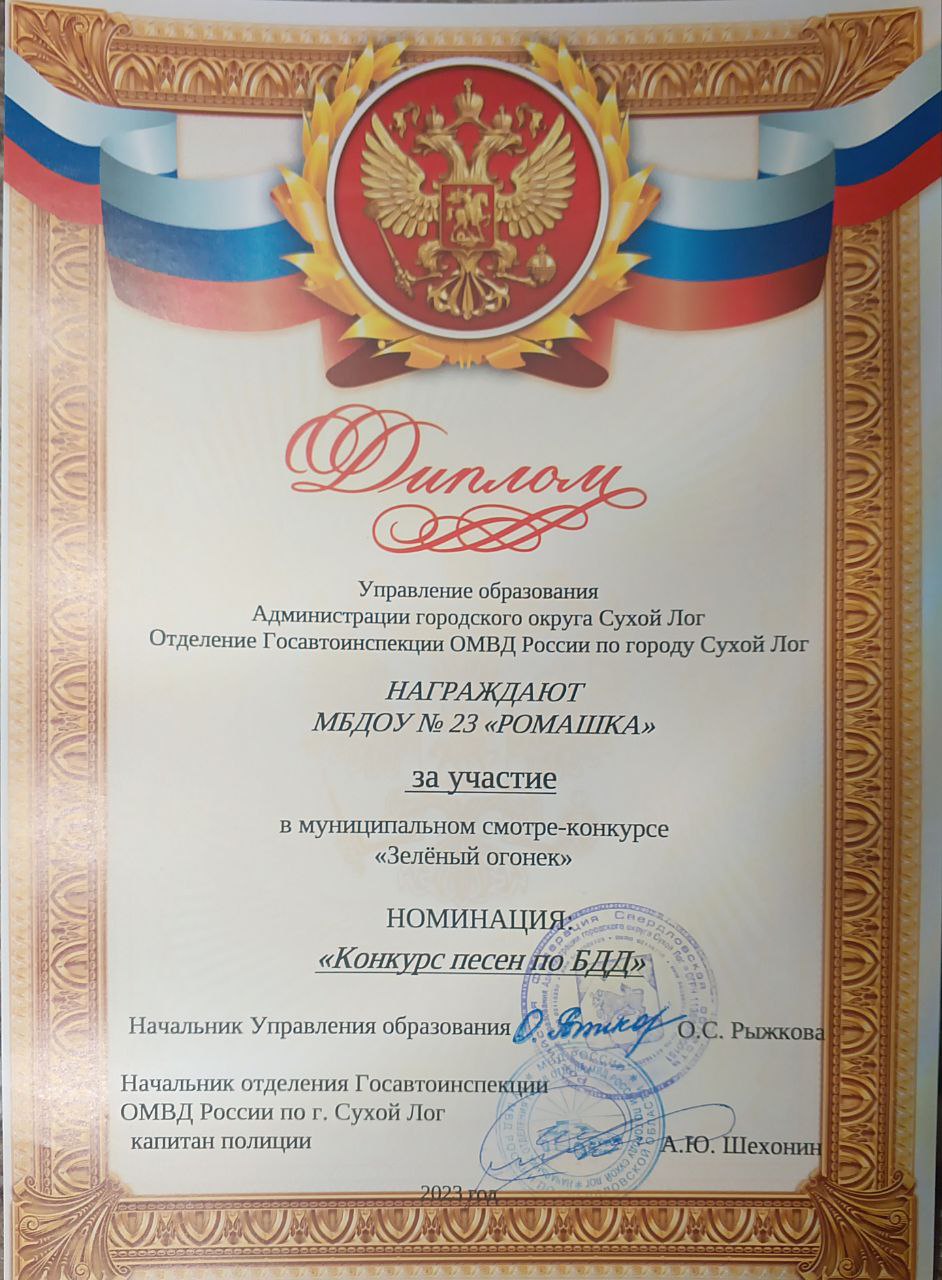 Диплом
Управление образования
Администрации городского округа Сухой Лог
Отделение Госавтоинспекции ОМВД России по городу Сухой Лог
НАГРАЖДАЮТ
МБДОУ № 23 «РОМАШКА»
за участие
в муниципальном смотре-конкурсе
«Зелёный огонек»
НОМИНАЦИЯ:
«Конкурс песен по БДД»
Начальник Управления образования О.С. Рыжкова
Начальник отделения Госавтоинспекции
ОМВД России по г. Сухой Лог
капитан полиции А.Ю. Шехонин
2023 год